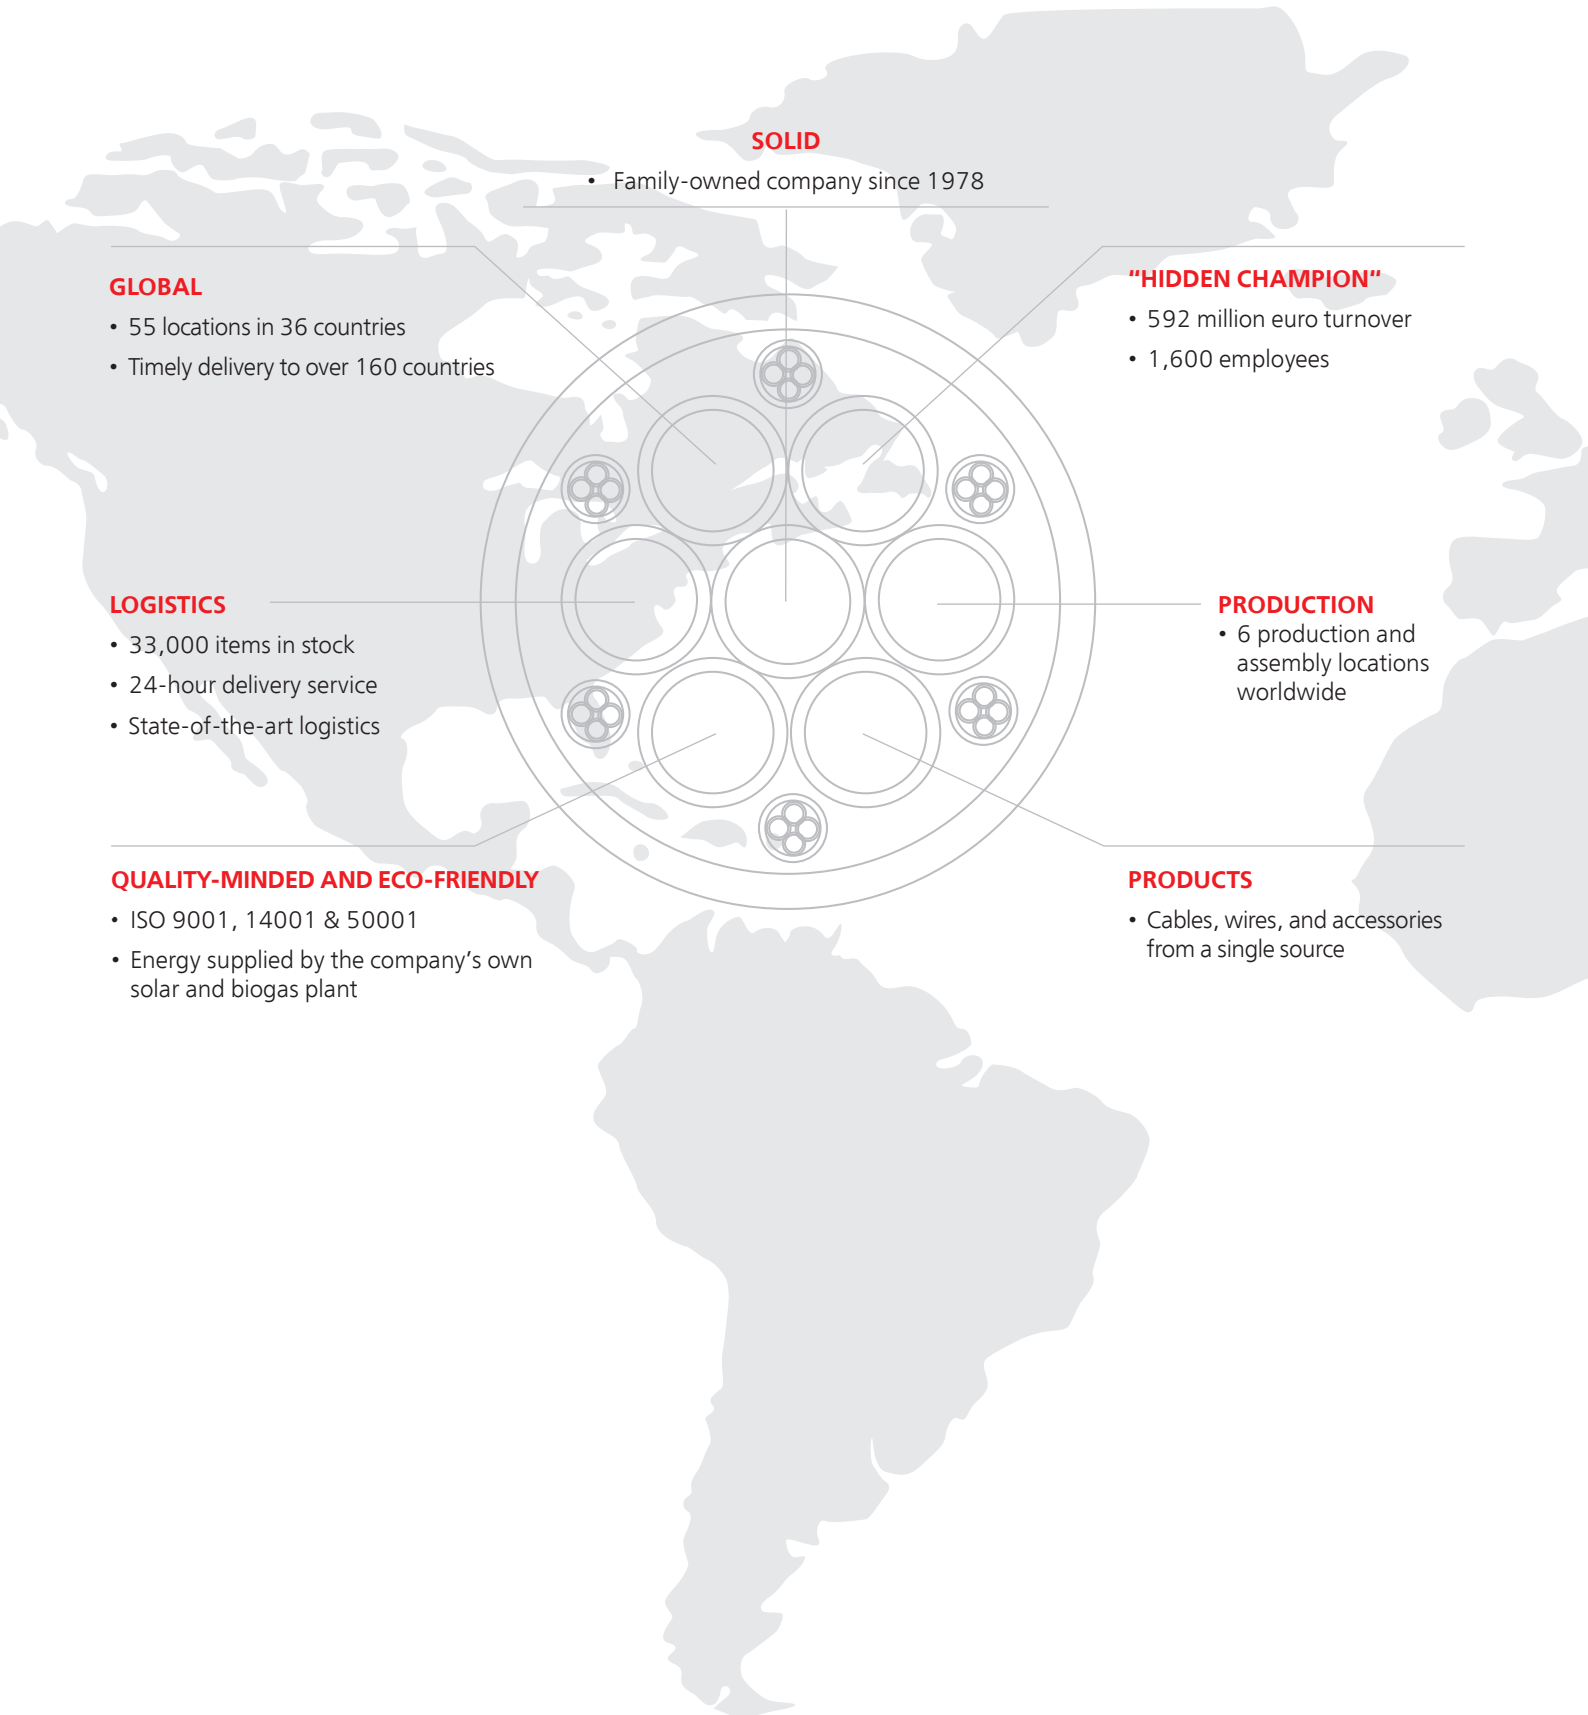 SOLID
• Family-owned company since 1978
GLOBAL
• 55 locations in 36 countries
• Timely delivery to over 160 countries
"HIDDEN CHAMPION"
• 592 million euro turnover
• 1,600 employees
LOGISTICS
• 33,000 items in stock
• 24-hour delivery service
• State-of-the-art logistics
PRODUCTION
• 6 production and
assembly locations
worldwide
QUALITY-MINDED AND ECO-FRIENDLY
• ISO 9001, 14001 & 50001
• Energy supplied by the company's own
solar and biogas plant
PRODUCTS
• Cables, wires, and accessories
from a single source